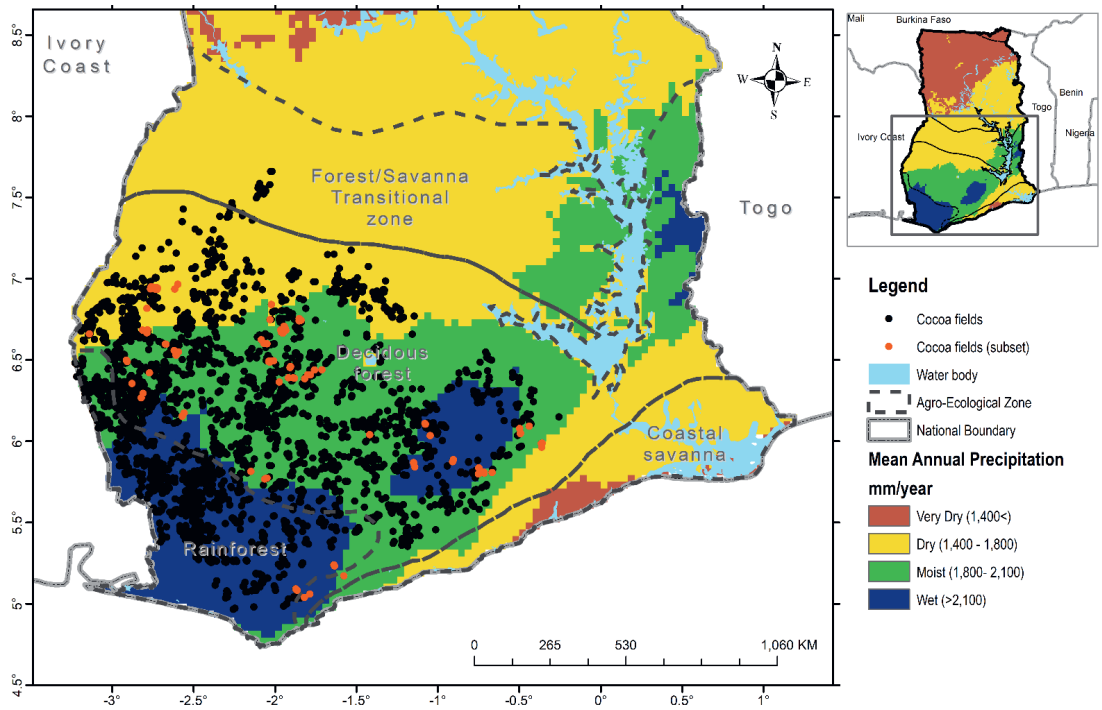 Ivory
Coast
Forest/Savanna
Transitional
zone
Togo
Decidous
forest
Coastal
savanna
Rainforest
N
W
E
S
0
265
530
1,060 KM
8.5°
8°
7.5°
7°
6.5°
6°
5.5°
5°
4.5°
-3°
-2.5°
-2°
-1.5°
-1°
-0.5°
0°
0.5°
1°
Mali
Burkina Faso
Benin
Togo
Ivory Coast
Nigeria
Legend
Cocoa fields
Cocoa fields (subset)
Water body
Agro-Ecological Zone
National Boundary
Mean Annual Precipitation
mm/year
Very Dry (1,400<)
Dry (1,400 - 1,800)
Moist (1,800- 2,100)
Wet (>2,100)